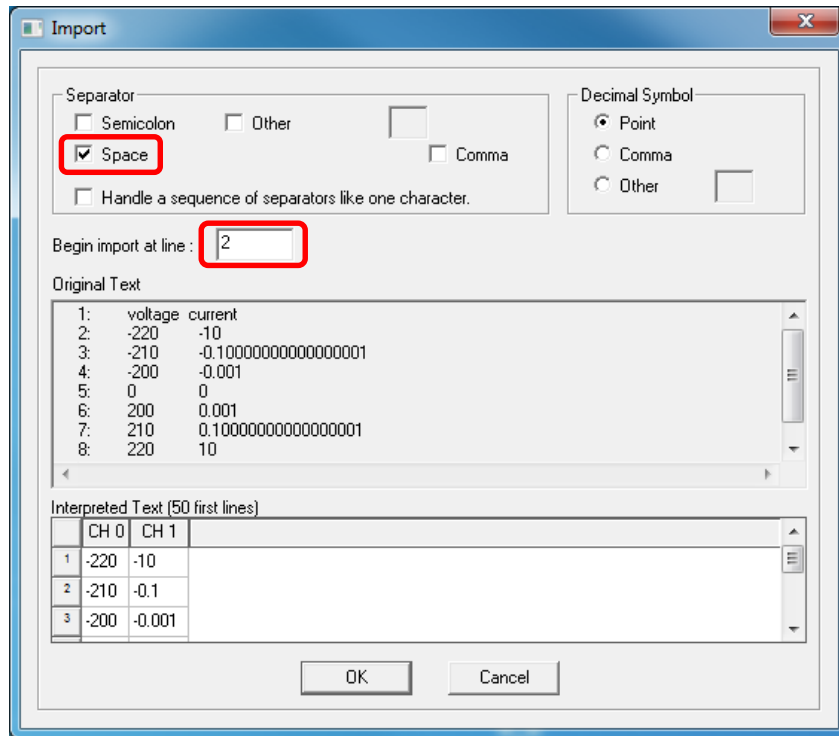 Import
Separator
Decimal Symbol
Semicolon Other
Point
Space Comma
Comma
Handle a sequence of separators like one character.
Other
Begin import at line : 2
Original Text
1: voltage current
2: -220 -10
3: -210 -0.10000000000000001
4: -200 -0.001
5: 0 0
6: 200 0.001
7: 210 0.10000000000000001
8: 220 10
Interpreted Text (50 first lines)
CH 0 CH 1
1 -220 -10
2 -210 -0.1
3 -200 -0.001
OK Cancel